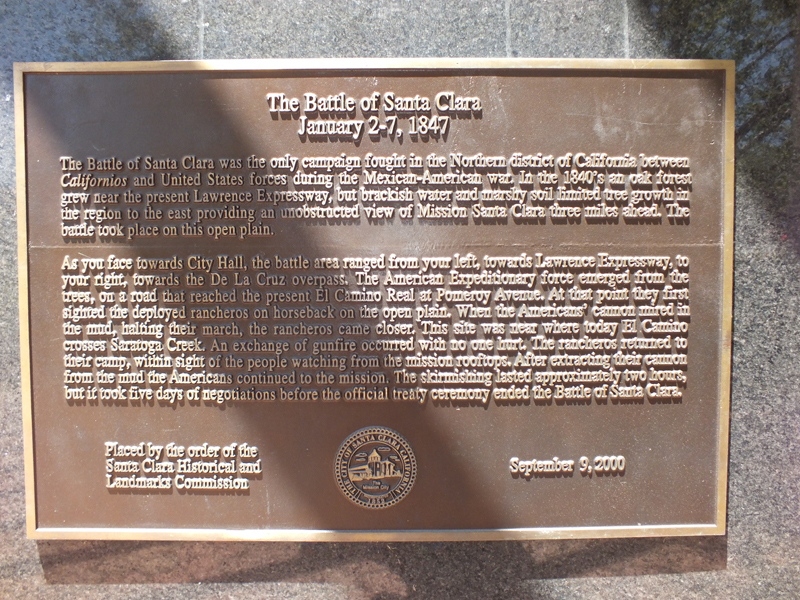 The Battle of Santa Clara
January 2-7, 1847
The Battle of Santa Clara was the only campaign fought in the Northern district of California between
Californios and United States forces during the Mexican-American war. In the 1840's an oak forest
grew near the present Lawrence Expressway, but brackish water and marshy soil limited tree growth in
the region to the east providing an unobstructed view of Mission Santa Clara three miles ahead. The
battle took place on this open plain.
As you face towards City Hall, the battle area ranged from your left, towards Lawrence Expressway, to
your right, towards the De La Cruz overpass. The American Expeditionary force emerged from the
trees, on a road that reached the present El Camino Real at Pomeroy Avenue. At that point they first
sighted the deployed rancheros on horseback on the open plain. When the Americans' cannon mired in
the mud, halting their march, the rancheros came closer. This site was near where today El Camino
crosses Saratoga Creek. An exchange of gunfire occurred with no one hurt. The rancheros returned to
their camp, within sight of the people watching from the mission rooftops. After extracting their cannon
from the mud the Americans continued to the mission. The skirmishing lasted approximately two hours,
but it took five days of negotiations before the official treaty ceremony ended the Battle of Santa Clara.
Placed by the order of the
Santa Clara Historical and
Landmarks Commission
THE CITY OF SANTA CLARA CALIFORNIA
The
Mission City
1852
September 9, 2000